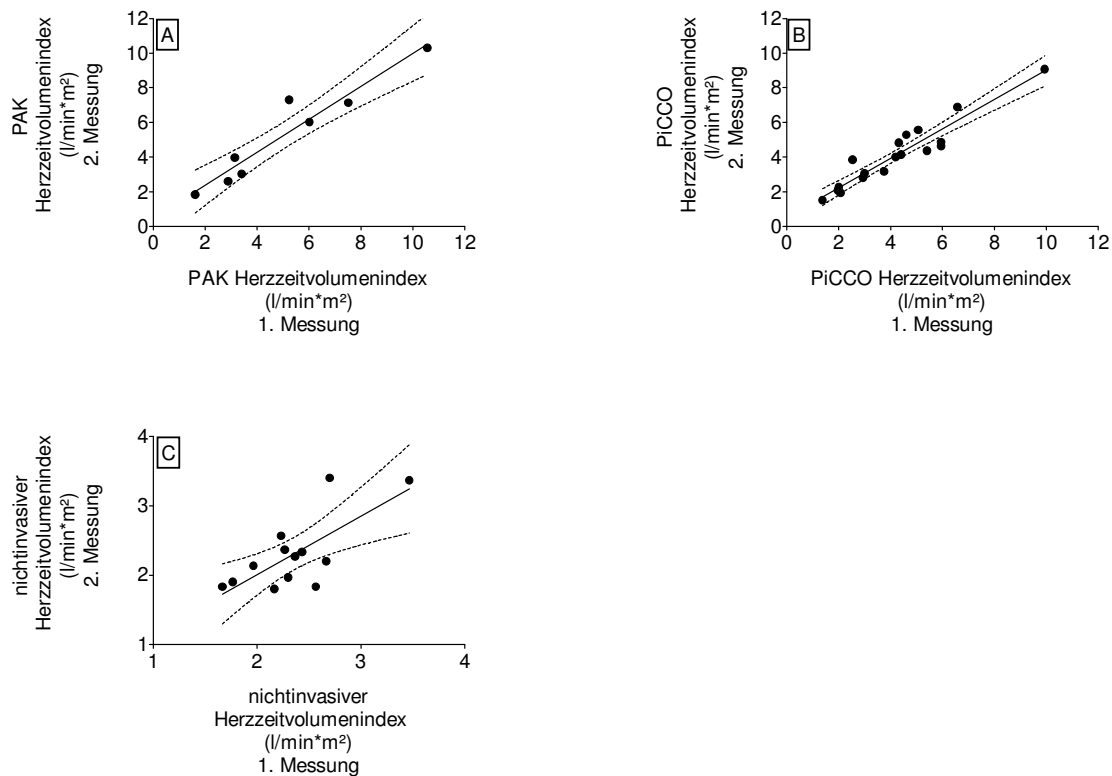 A
PAK
Herzzeitvolumenindex
(l/min*m²)
2. Messung
12
10
8
6
4
2
0
0 2 4 6 8 10 12
PAK Herzzeitvolumenindex
(l/min*m²)
1. Messung
B
PiCCO
Herzzeitvolumenindex
(l/min*m²)
2. Messung
12
10
8
6
4
2
0
0 2 4 6 8 10 12
PiCCO Herzzeitvolumenindex
(l/min*m²)
1. Messung
C
nichtinvasiver
Herzzeitvolumenindex
(l/min*m²)
2. Messung
4
3
2
1
1 2 3 4
nichtinvasiver
Herzzeitvolumenindex
(l/min*m²)
1. Messung